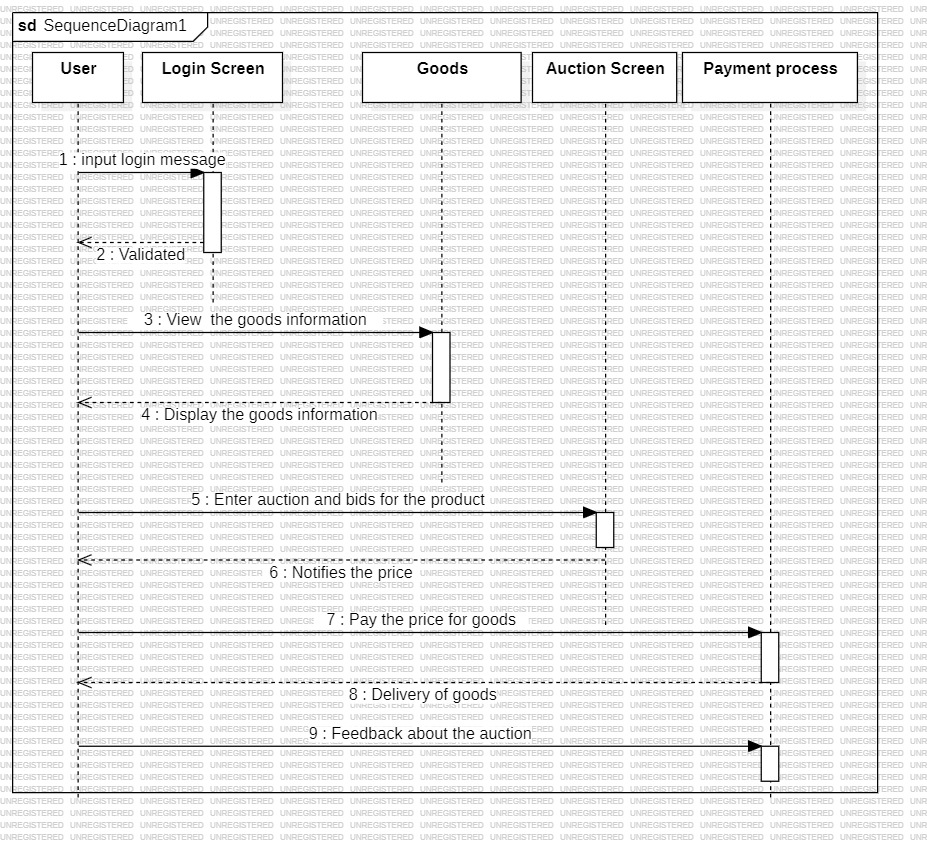 sd SequenceDiagram1
User
Login Screen
Goods
Auction Screen
Payment process
1 : input login message
2 : Validated
3 : View  the goods information
4 : Display the goods information
5 : Enter auction and bids for the product
6 : Notifies the price
7 : Pay the price for goods
8 : Delivery of goods
9 : Feedback about the auction
UNREGISTERED